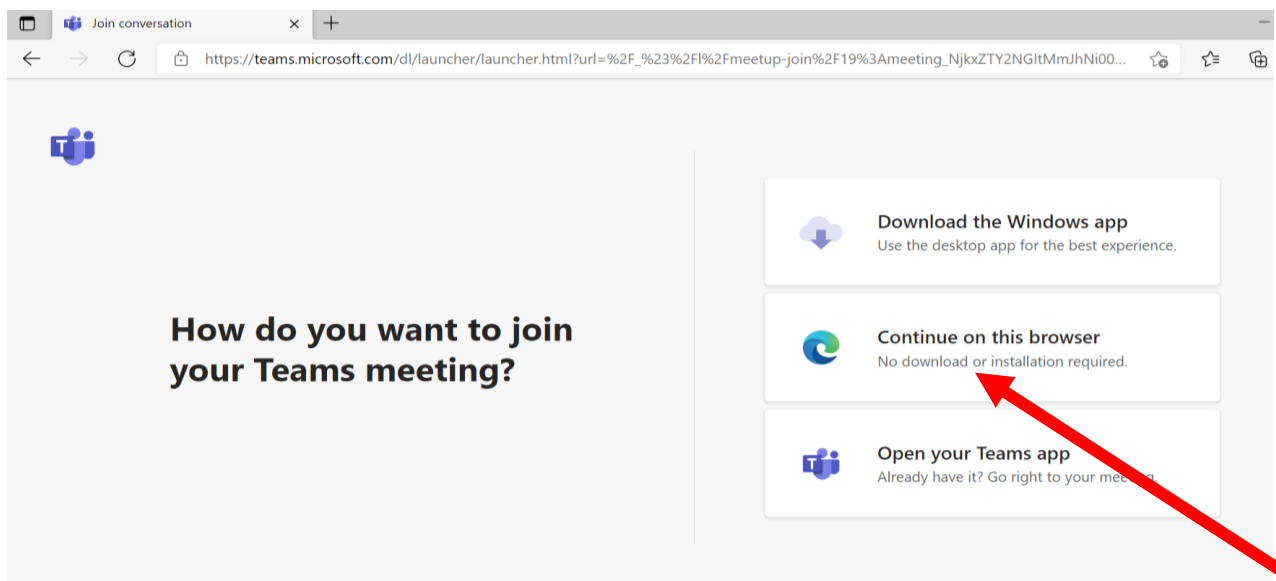 Join conversation
https://teams.microsoft.com/dl/launcher/launcher.html?url=%2F_%23%2Fl%2Fmeetup-join%2F19%3Ameeting_NjkxZTY2NGItMmJhNi00...
T
Download the Windows app
Use the desktop app for the best experience.
How do you want to join
your Teams meeting?
Continue on this browser
No download or installation required.
T
Open your Teams app
Already have it? Go right to your meeting.